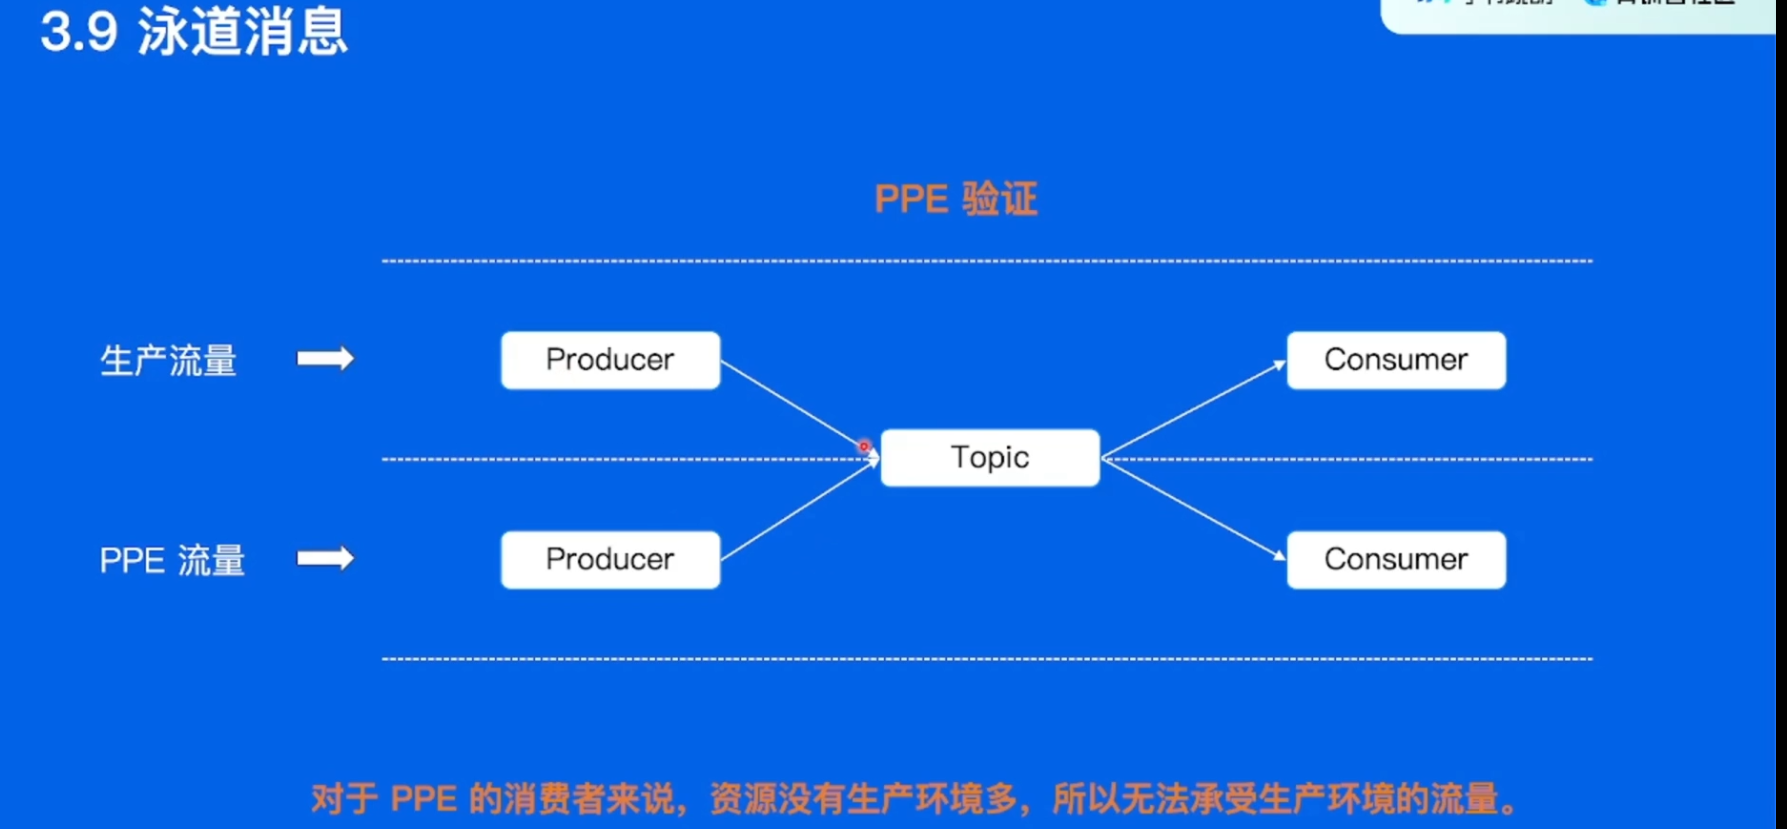 3.9 泳道消息
PPE 验证
生产流量
Producer
Consumer
Topic
PPE 流量
Producer
Consumer
对于 PPE 的消费者来说，资源没有生产环境多，所以无法承受生产环境的流量。